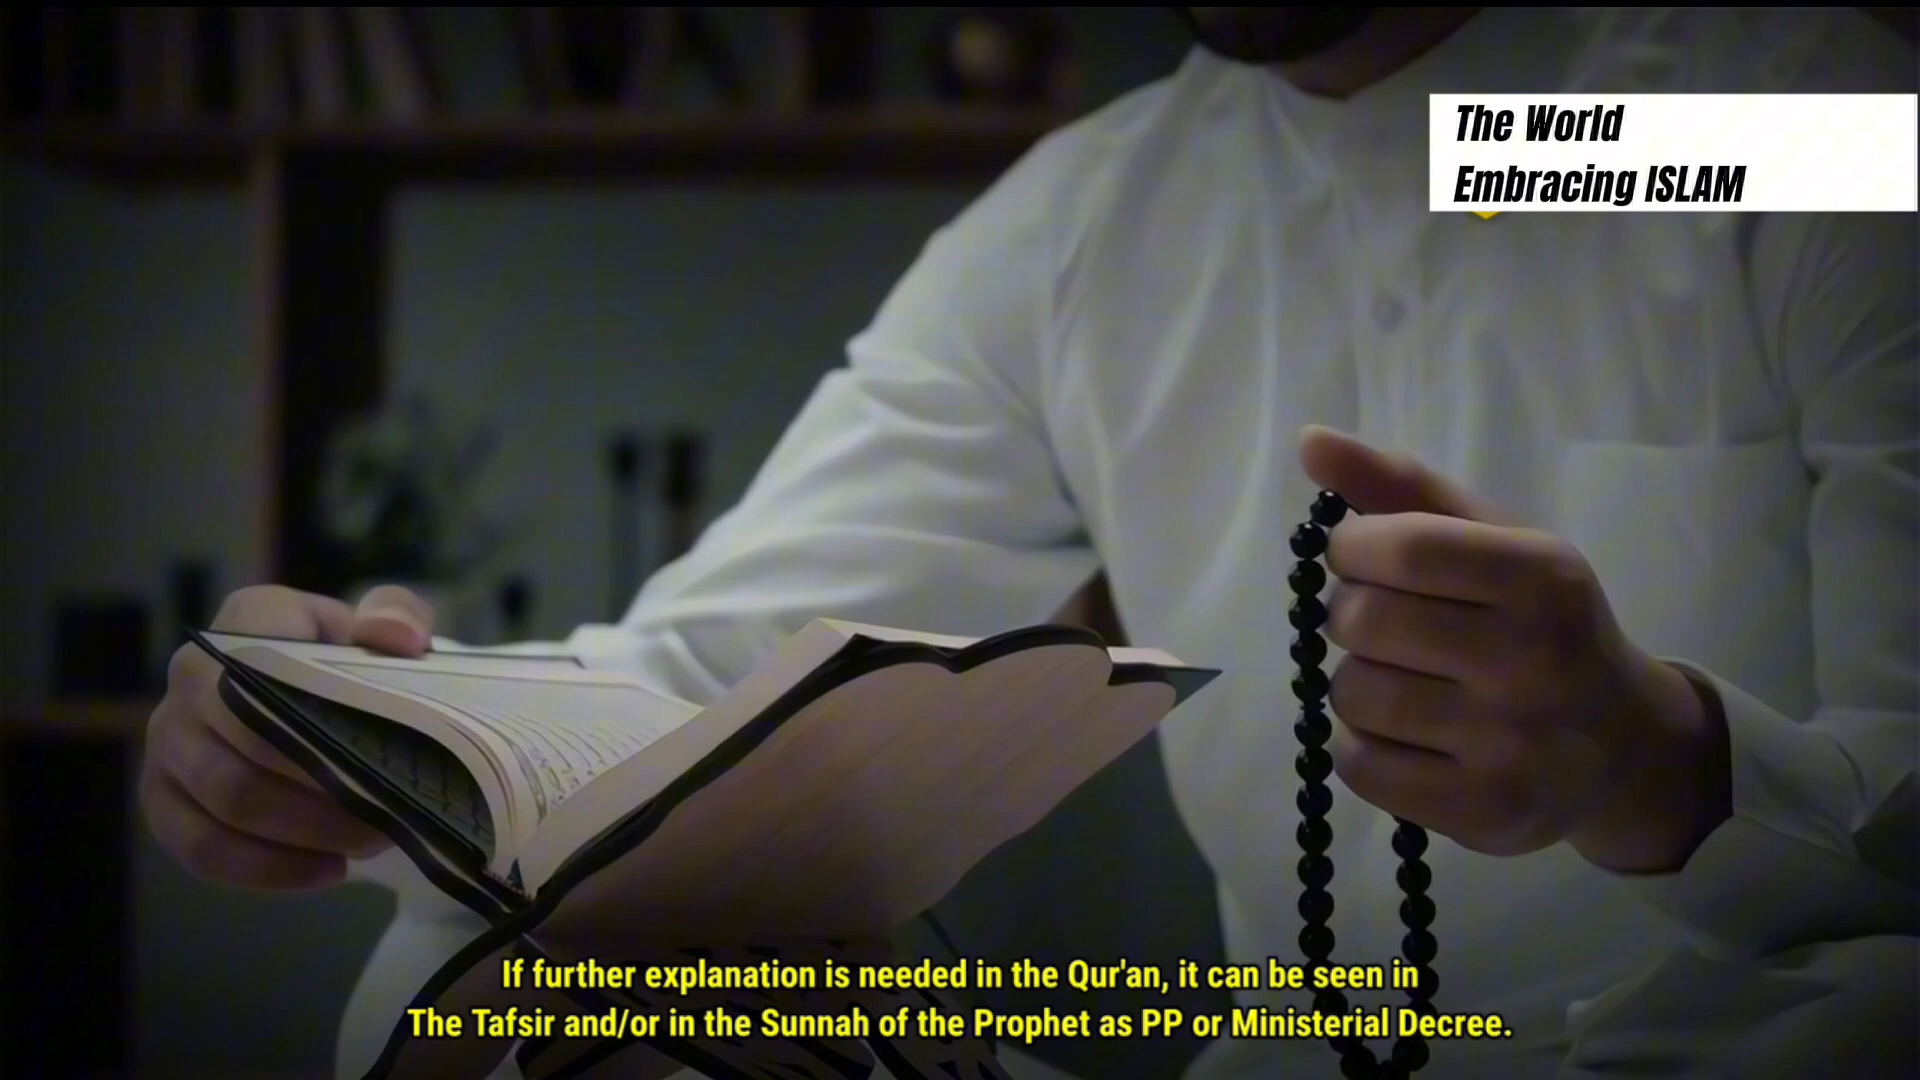 The World
Embracing ISLAM
If further explanation is needed in the Qur'an, it can be seen in
The Tafsir and/or in the Sunnah of the Prophet as PP or Ministerial Decree.